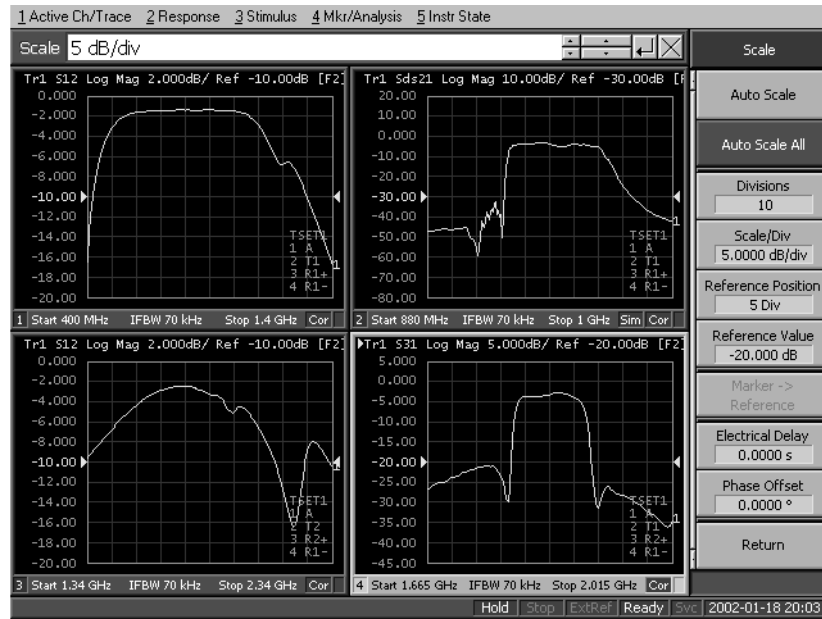 1 Active Ch/Trace 2 Response 3 Stimulus 4 Mkr/Analysis 5 Instr State
Scale 5 dB/div
Tr1 S12 Log Mag 2.000dB/ Ref -10.00dB [F2]
0.000
-2.000
-4.000
-6.000
-8.000
-10.00
-12.00
-14.00
-16.00
-18.00
-20.00
TSET1
1 A
2 T1
3 R1+
4 R1-
1
1 Start 400 MHz IFBW 70 kHz Stop 1.4 GHz Cor
Tr1 Sds21 Log Mag 10.00dB/ Ref -30.00dB [F
20.00
10.00
0.000
-10.00
-20.00
-30.00
-40.00
-50.00
-60.00
-70.00
-80.00
TSET1
1 A
2 T1
3 R1+
4 R1-
1
2 Start 880 MHz IFBW 70 kHz Stop 1 GHz Sim Cor
Tr1 S12 Log Mag 2.000dB/ Ref -10.00dB [F2]
0.000
-2.000
-4.000
-6.000
-8.000
-10.00
-12.00
-14.00
-16.00
-18.00
-20.00
TSET1
1 A
2 T2
3 R2+
4 R1-
1
3 Start 1.34 GHz IFBW 70 kHz Stop 2.34 GHz Cor
Tr1 S31 Log Mag 5.000dB/ Ref -20.00dB [F2]
5.000
0.000
-5.000
-10.00
-15.00
-20.00
-25.00
-30.00
-35.00
-40.00
-45.00
TSET1
1 A
2 T1
3 R1+
4 R1-
1
4 Start 1.665 GHz IFBW 70 kHz Stop 2.015 GHz Cor
Scale
Auto Scale
Auto Scale All
Divisions
10
Scale/Div
5.0000 dB/div
Reference Position
5 Div
Reference Value
-20.000 dB
Marker ->
Reference
Electrical Delay
0.0000 s
Phase Offset
0.0000 °
Return
Hold Stop ExtRef Ready Svc 2002-01-18 20:03